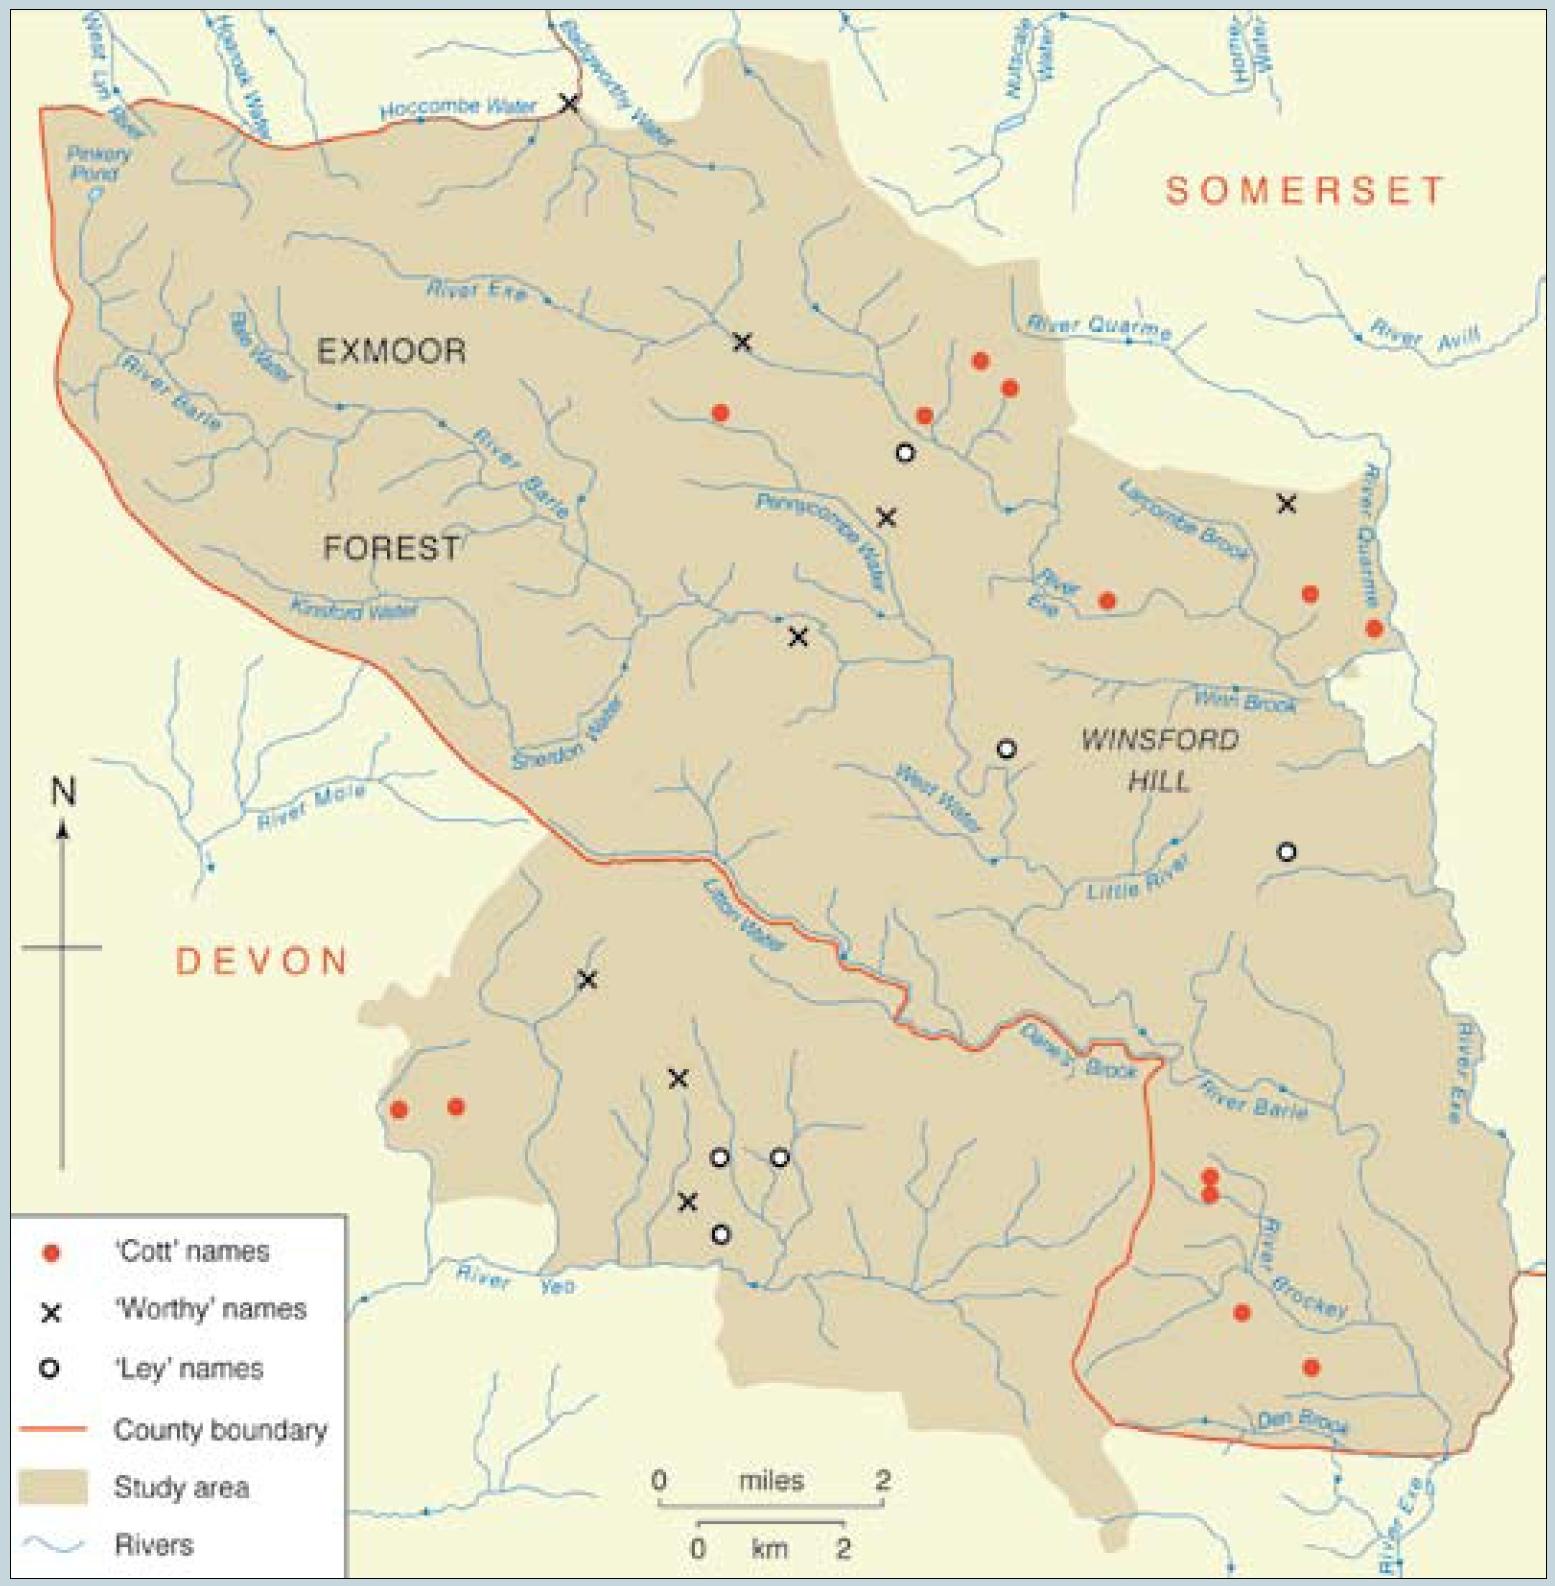 West Lyn River
Hoaroak Water
Badgworthy Water
Nutscale
Water
Horner
Water
Hoccombe Water
Pinkery
Pond
SOMERSET
River Exe
River Quarme
River Avill
EXMOOR
Bale Water
River Barle
River Barle
River Quarme
Pennycombe Water
Larcombe Brook
FOREST
River
Exe
Kinsford Water
Winn Brook
Sherdon Water
WINSFORD
HILL
West Water
N
River Mole
Little River
Litton Water
DEVON
Dane's Brook
River Exe
River Barle
River Brockey
River Yeo
Den Brook
River Exe
'Cott' names
'Worthy' names
'Ley' names
County boundary
Study area
Rivers
0 miles 2
0 km 2